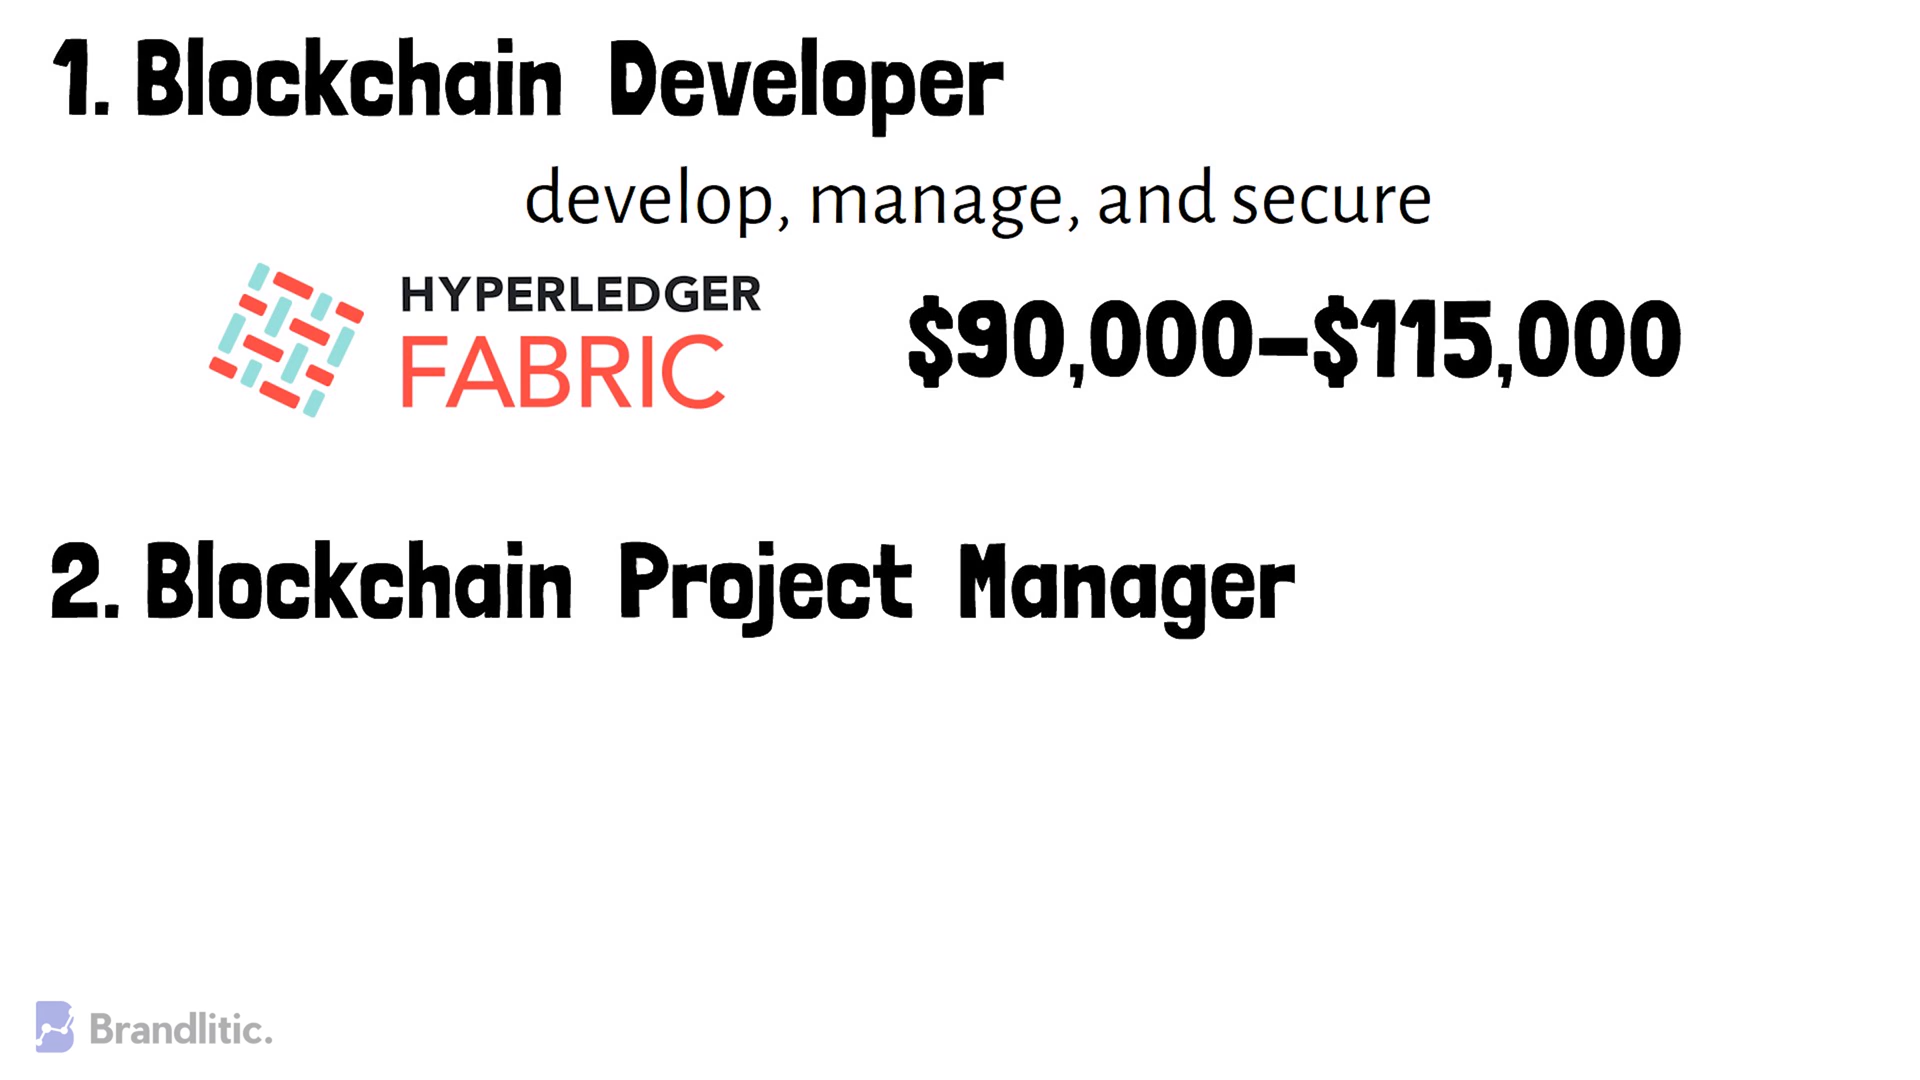 1. Blockchain Developer
develop, manage, and secure
HYPERLEDGER
FABRIC
$90,000–$115,000
2. Blockchain Project Manager
Brandlitic.